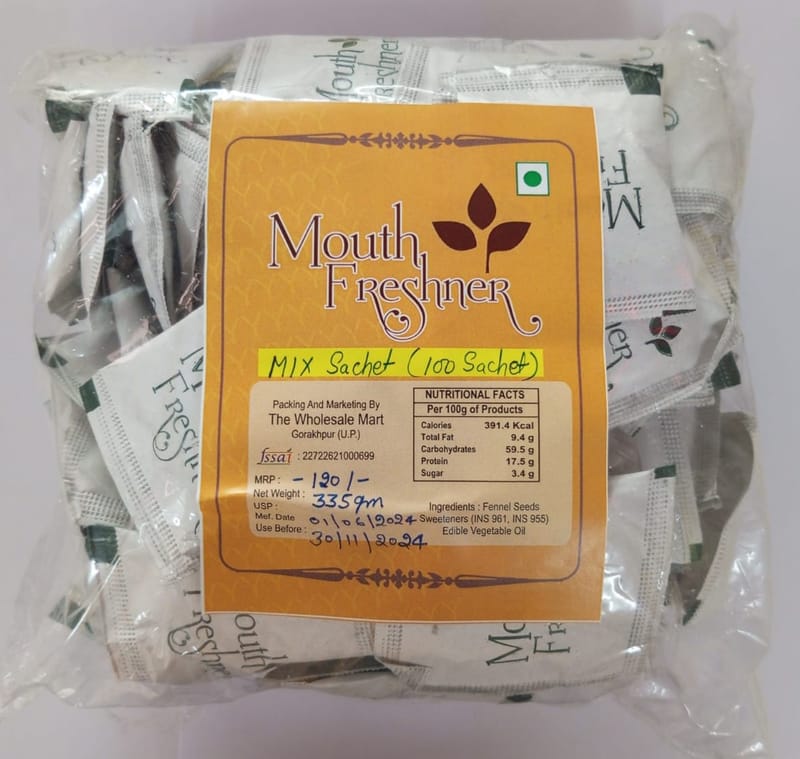 Mouth
Freshner
Mouth
Freshner
MIX Sachet (100 Sachet)
Packing And Marketing By
The Wholesale Mart
Gorakhpur (U.P.)
fssai : 22722621000699
MRP : - 120/-
Net Weight : 335gm
USP :
Mef. Date 01/06/2024
Use Before : 30/11/2024
NUTRITIONAL FACTS
Per 100g of Products
Calories 391.4 Kcal
Total Fat 9.4 g
Carbohydrates 59.5 g
Protein 17.5 g
Sugar 3.4 g
Ingredients : Fennel Seeds
Sweeteners (INS 961, INS 955)
Edible Vegetable Oil